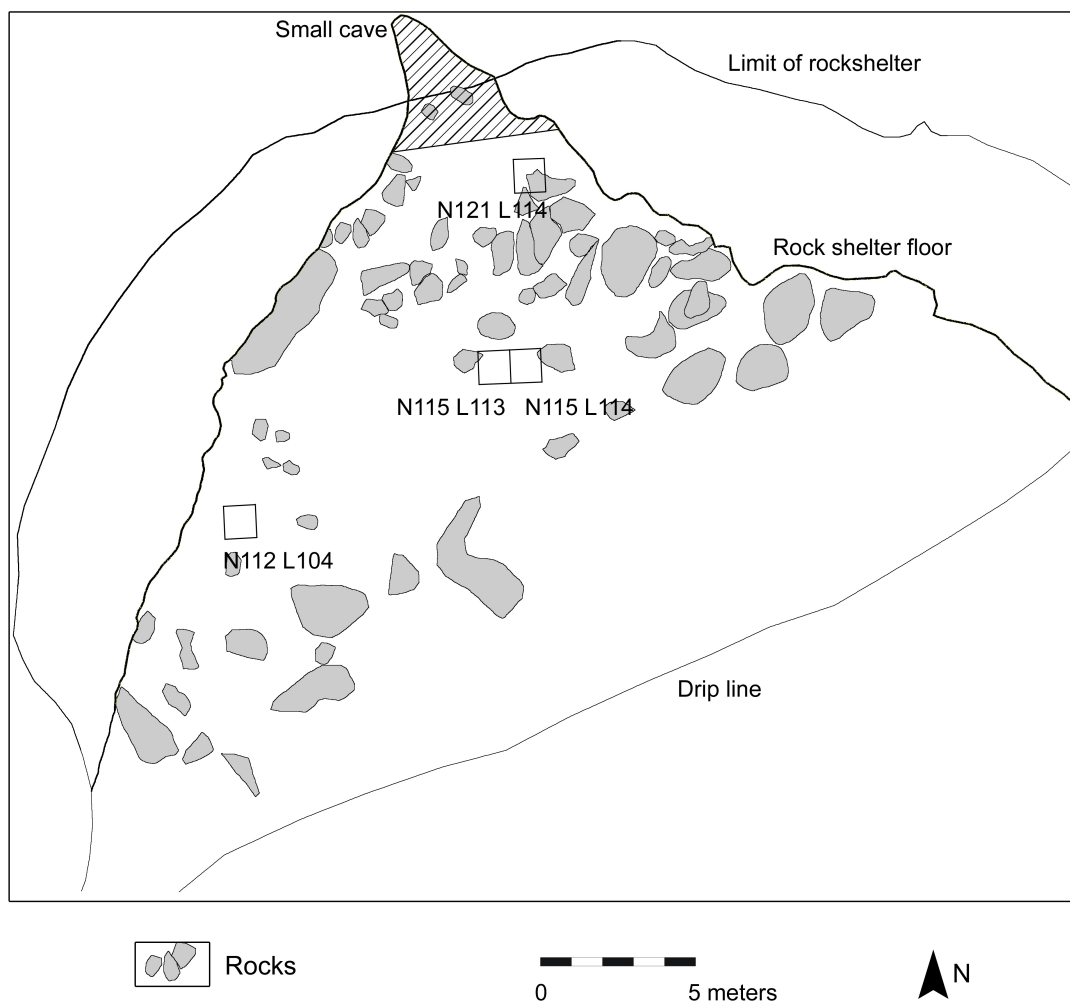 Small cave
Limit of rockshelter
N121 L114
Rock shelter floor
N115 L113 N115 L114
N112 L104
Drip line
Rocks
0 5 meters
N